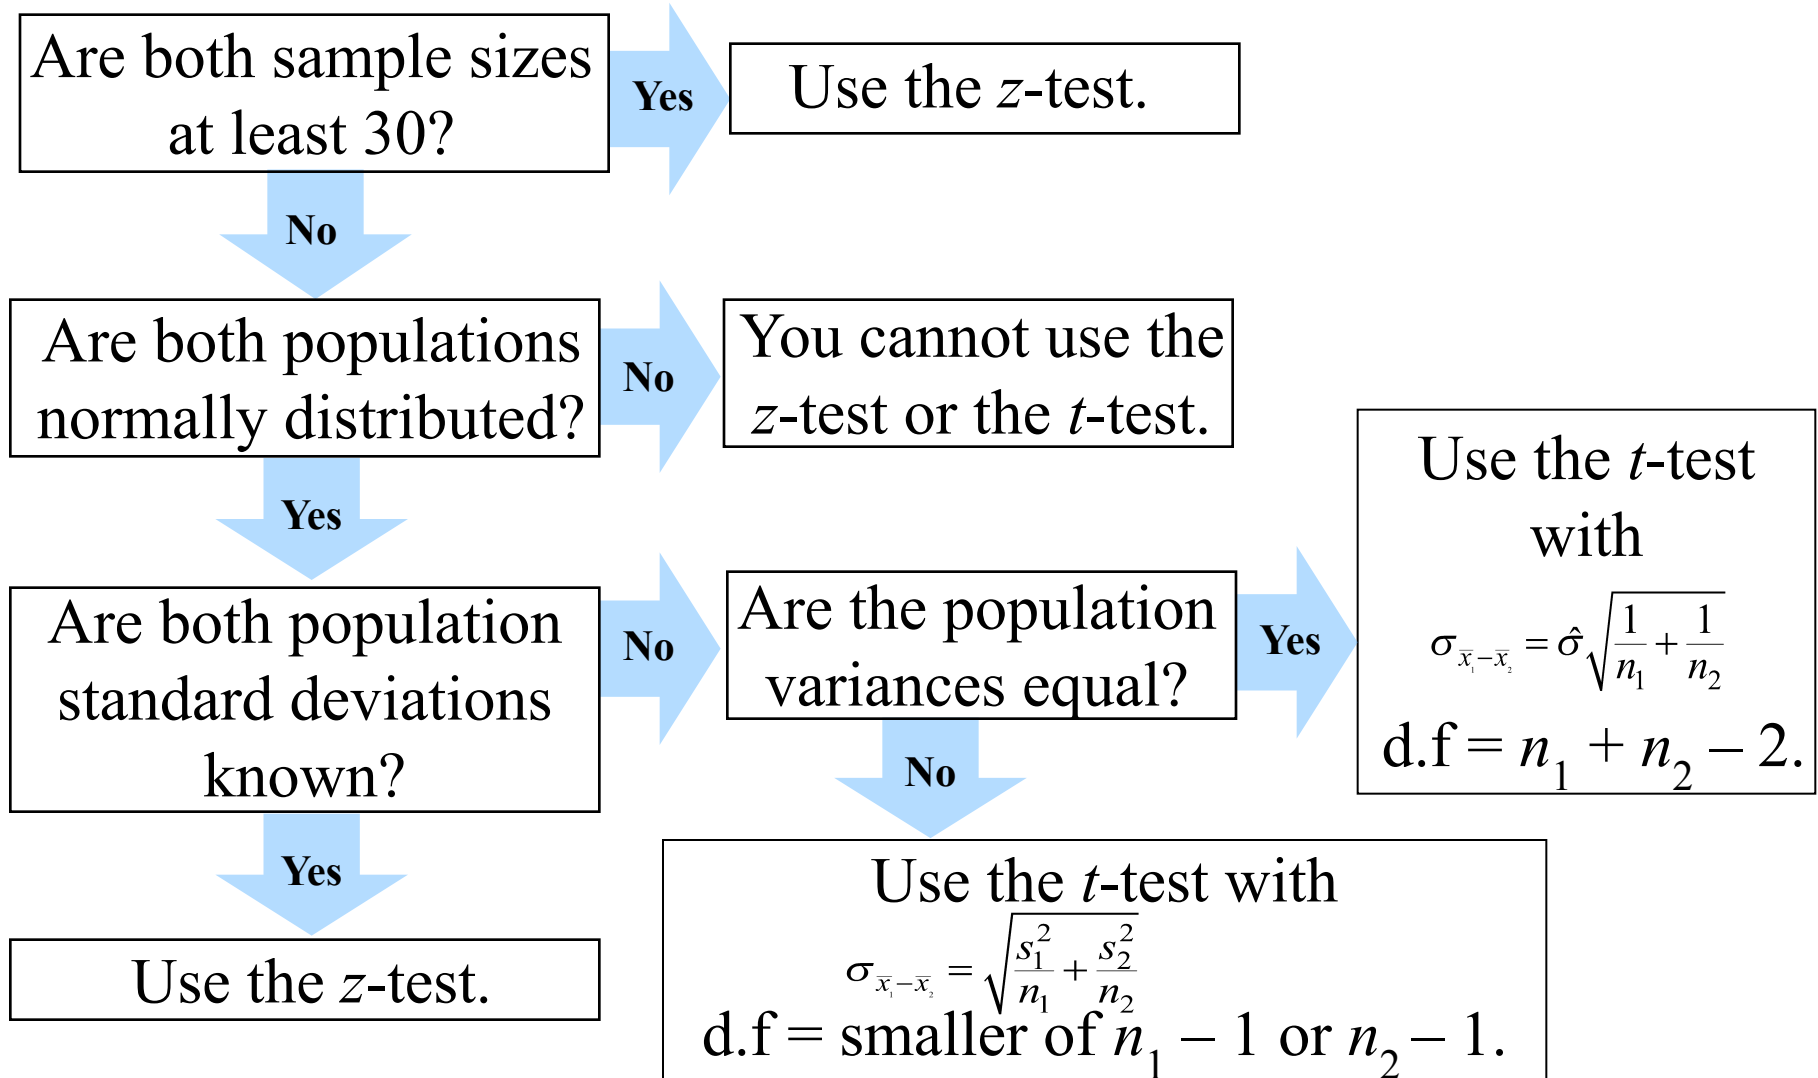 Are both sample sizes
at least 30?
Yes
Use the z-test.
No
Are both populations
normally distributed?
No
You cannot use the
z-test or the t-test.
Yes
Are both population
standard deviations
known?
No
Are the population
variances equal?
Yes
Use the t-test
with
σ_{x̄₁−x̄₂} = σ̂ √(1/n₁ + 1/n₂)
d.f = n₁ + n₂ – 2.
No
Use the t-test with
σ_{x̄₁−x̄₂} = √(s₁²/n₁ + s₂²/n₂)
d.f = smaller of n₁ – 1 or n₂ – 1.
Yes
Use the z-test.